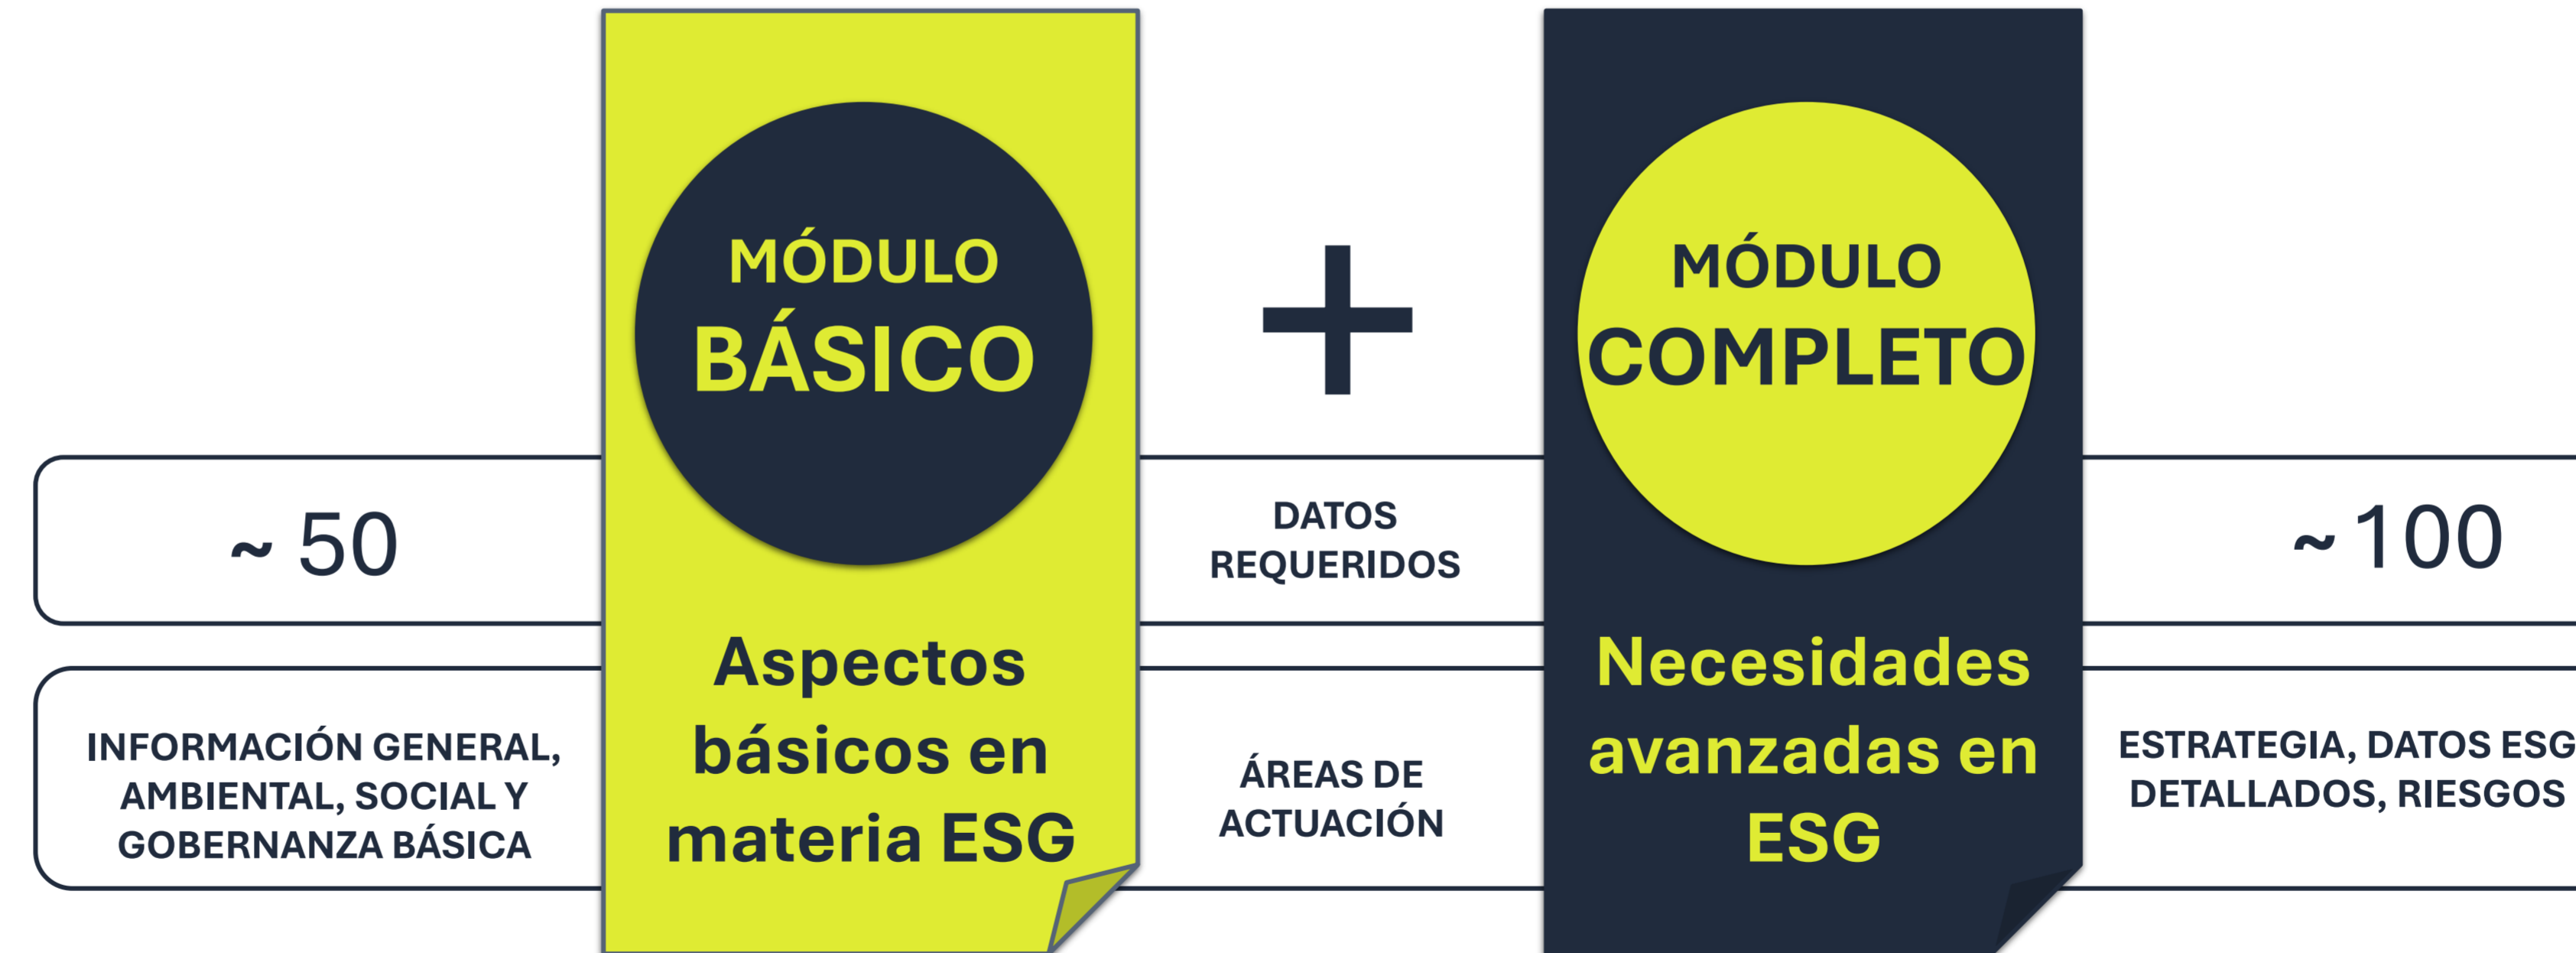 MÓDULO
BÁSICO
+
MÓDULO
COMPLETO
~ 50
DATOS
REQUERIDOS
~ 100
INFORMACIÓN GENERAL,
AMBIENTAL, SOCIAL Y
GOBERNANZA BÁSICA
Aspectos
básicos en
materia ESG
ÁREAS DE
ACTUACIÓN
Necesidades
avanzadas en
ESG
ESTRATEGIA, DATOS ESG
DETALLADOS, RIESGOS